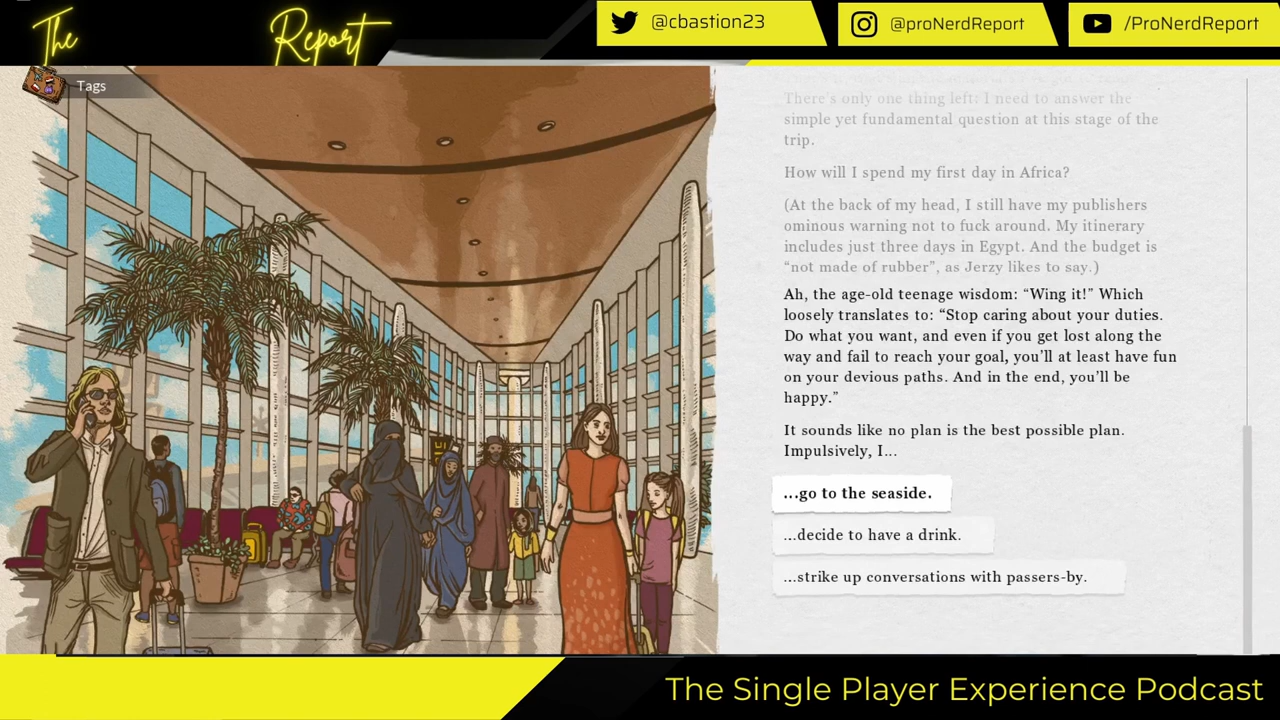 The Report
@cbastion23
@proNerdReport
/ProNerdReport
Tags
There's only one thing left: I need to answer the
simple yet fundamental question at this stage of the
trip.
How will I spend my first day in Africa?
(At the back of my head, I still have my publishers
ominous warning not to fuck around. My itinerary
includes just three days in Egypt. And the budget is
“not made of rubber”, as Jerzy likes to say.)
Ah, the age-old teenage wisdom: “Wing it!” Which
loosely translates to: “Stop caring about your duties.
Do what you want, and even if you get lost along the
way and fail to reach your goal, you’ll at least have fun
on your devious paths. And in the end, you’ll be
happy.”
It sounds like no plan is the best possible plan.
Impulsively, I...
...go to the seaside.
...decide to have a drink.
...strike up conversations with passers-by.
The Single Player Experience Podcast